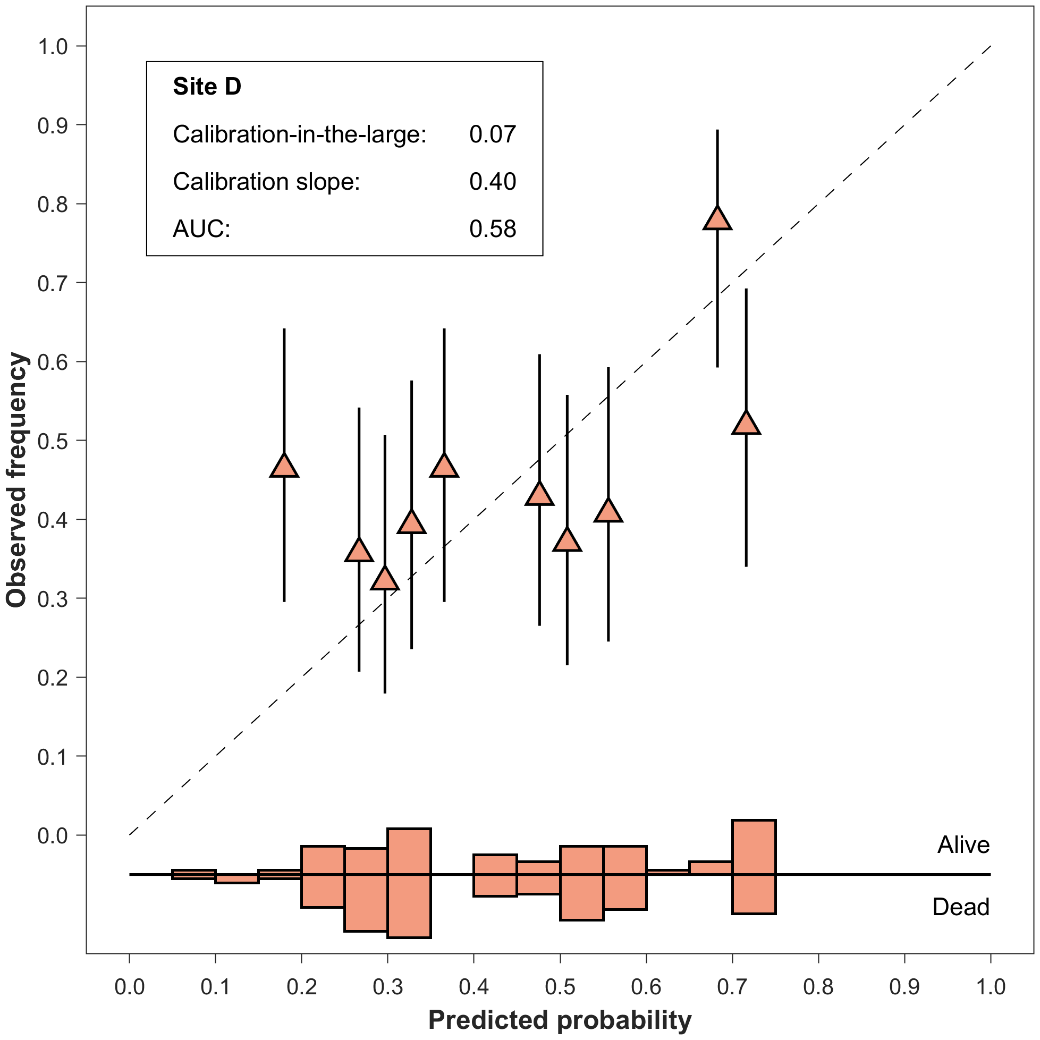 Site D
Calibration-in-the-large: 0.07
Calibration slope: 0.40
AUC: 0.58
Observed frequency
1.0
0.9
0.8
0.7
0.6
0.5
0.4
0.3
0.2
0.1
0.0
Alive
Dead
0.0 0.1 0.2 0.3 0.4 0.5 0.6 0.7 0.8 0.9 1.0
Predicted probability